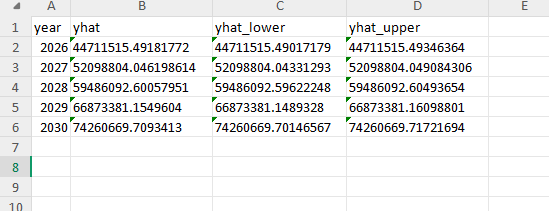 A B C D E
1 year yhat yhat_lower yhat_upper
2 2026 44711515.49181772 44711515.49017179 44711515.49346364
3 2027 52098804.046198614 52098804.04331293 52098804.049084306
4 2028 59486092.60057951 59486092.59622248 59486092.60493654
5 2029 66873381.1549604 66873381.1489328 66873381.16098801
6 2030 74260669.7093413 74260669.70146567 74260669.71721694
7
8
9
10